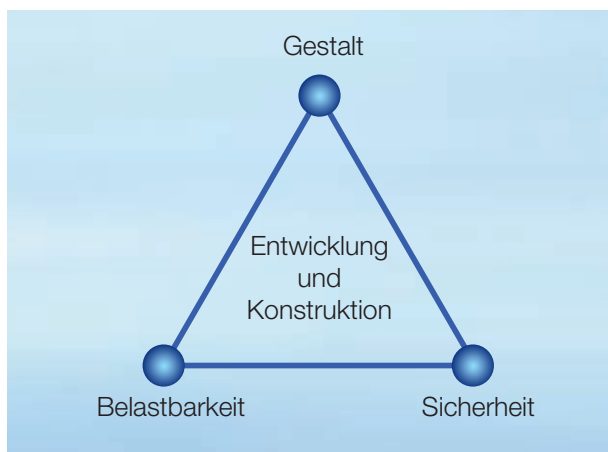 Gestalt
Entwicklung
und
Konstruktion
Belastbarkeit
Sicherheit